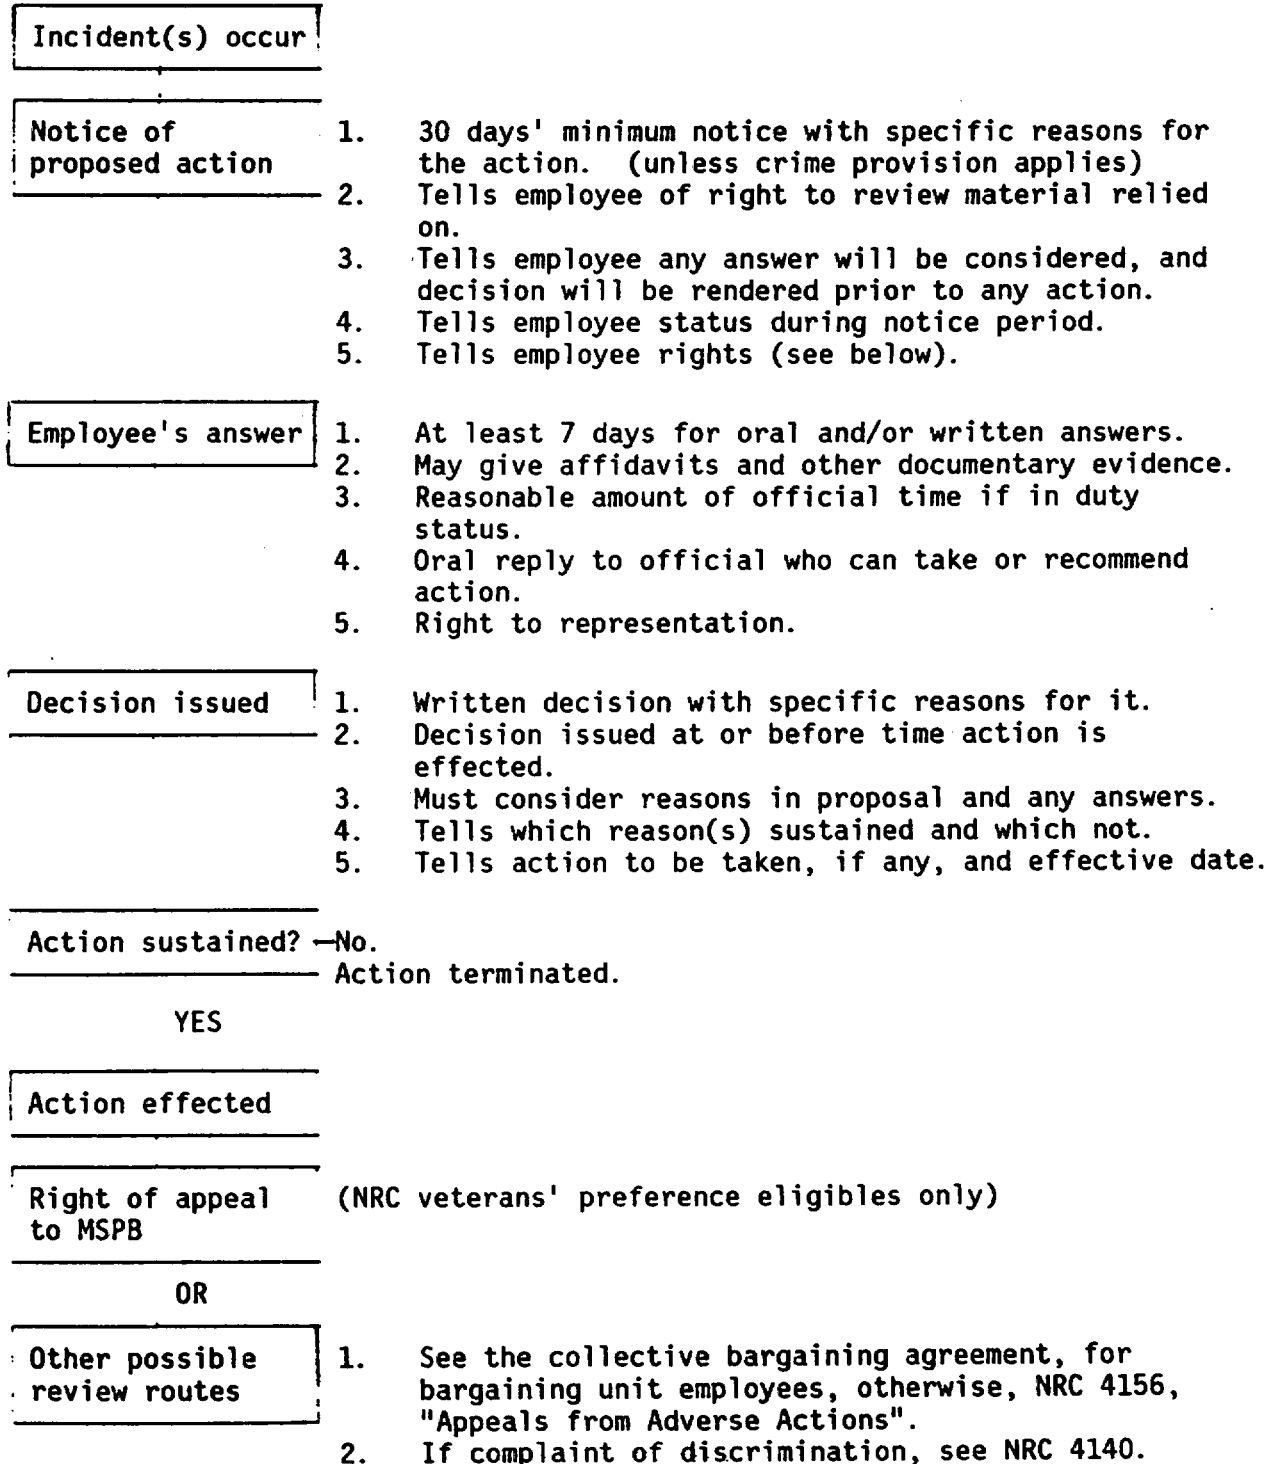 Incident(s) occur
Notice of
proposed action
1. 30 days' minimum notice with specific reasons for
the action. (unless crime provision applies)
2. Tells employee of right to review material relied
on.
3. Tells employee any answer will be considered, and
decision will be rendered prior to any action.
4. Tells employee status during notice period.
5. Tells employee rights (see below).
Employee's answer
1. At least 7 days for oral and/or written answers.
2. May give affidavits and other documentary evidence.
3. Reasonable amount of official time if in duty
status.
4. Oral reply to official who can take or recommend
action.
5. Right to representation.
Decision issued
1. Written decision with specific reasons for it.
2. Decision issued at or before time action is
effected.
3. Must consider reasons in proposal and any answers.
4. Tells which reason(s) sustained and which not.
5. Tells action to be taken, if any, and effective date.
Action sustained? No.
Action terminated.
YES
Action effected
Right of appeal
to MSPB
(NRC veterans' preference eligibles only)
OR
Other possible
review routes
1. See the collective bargaining agreement, for
bargaining unit employees, otherwise, NRC 4156,
"Appeals from Adverse Actions".
2. If complaint of discrimination, see NRC 4140.